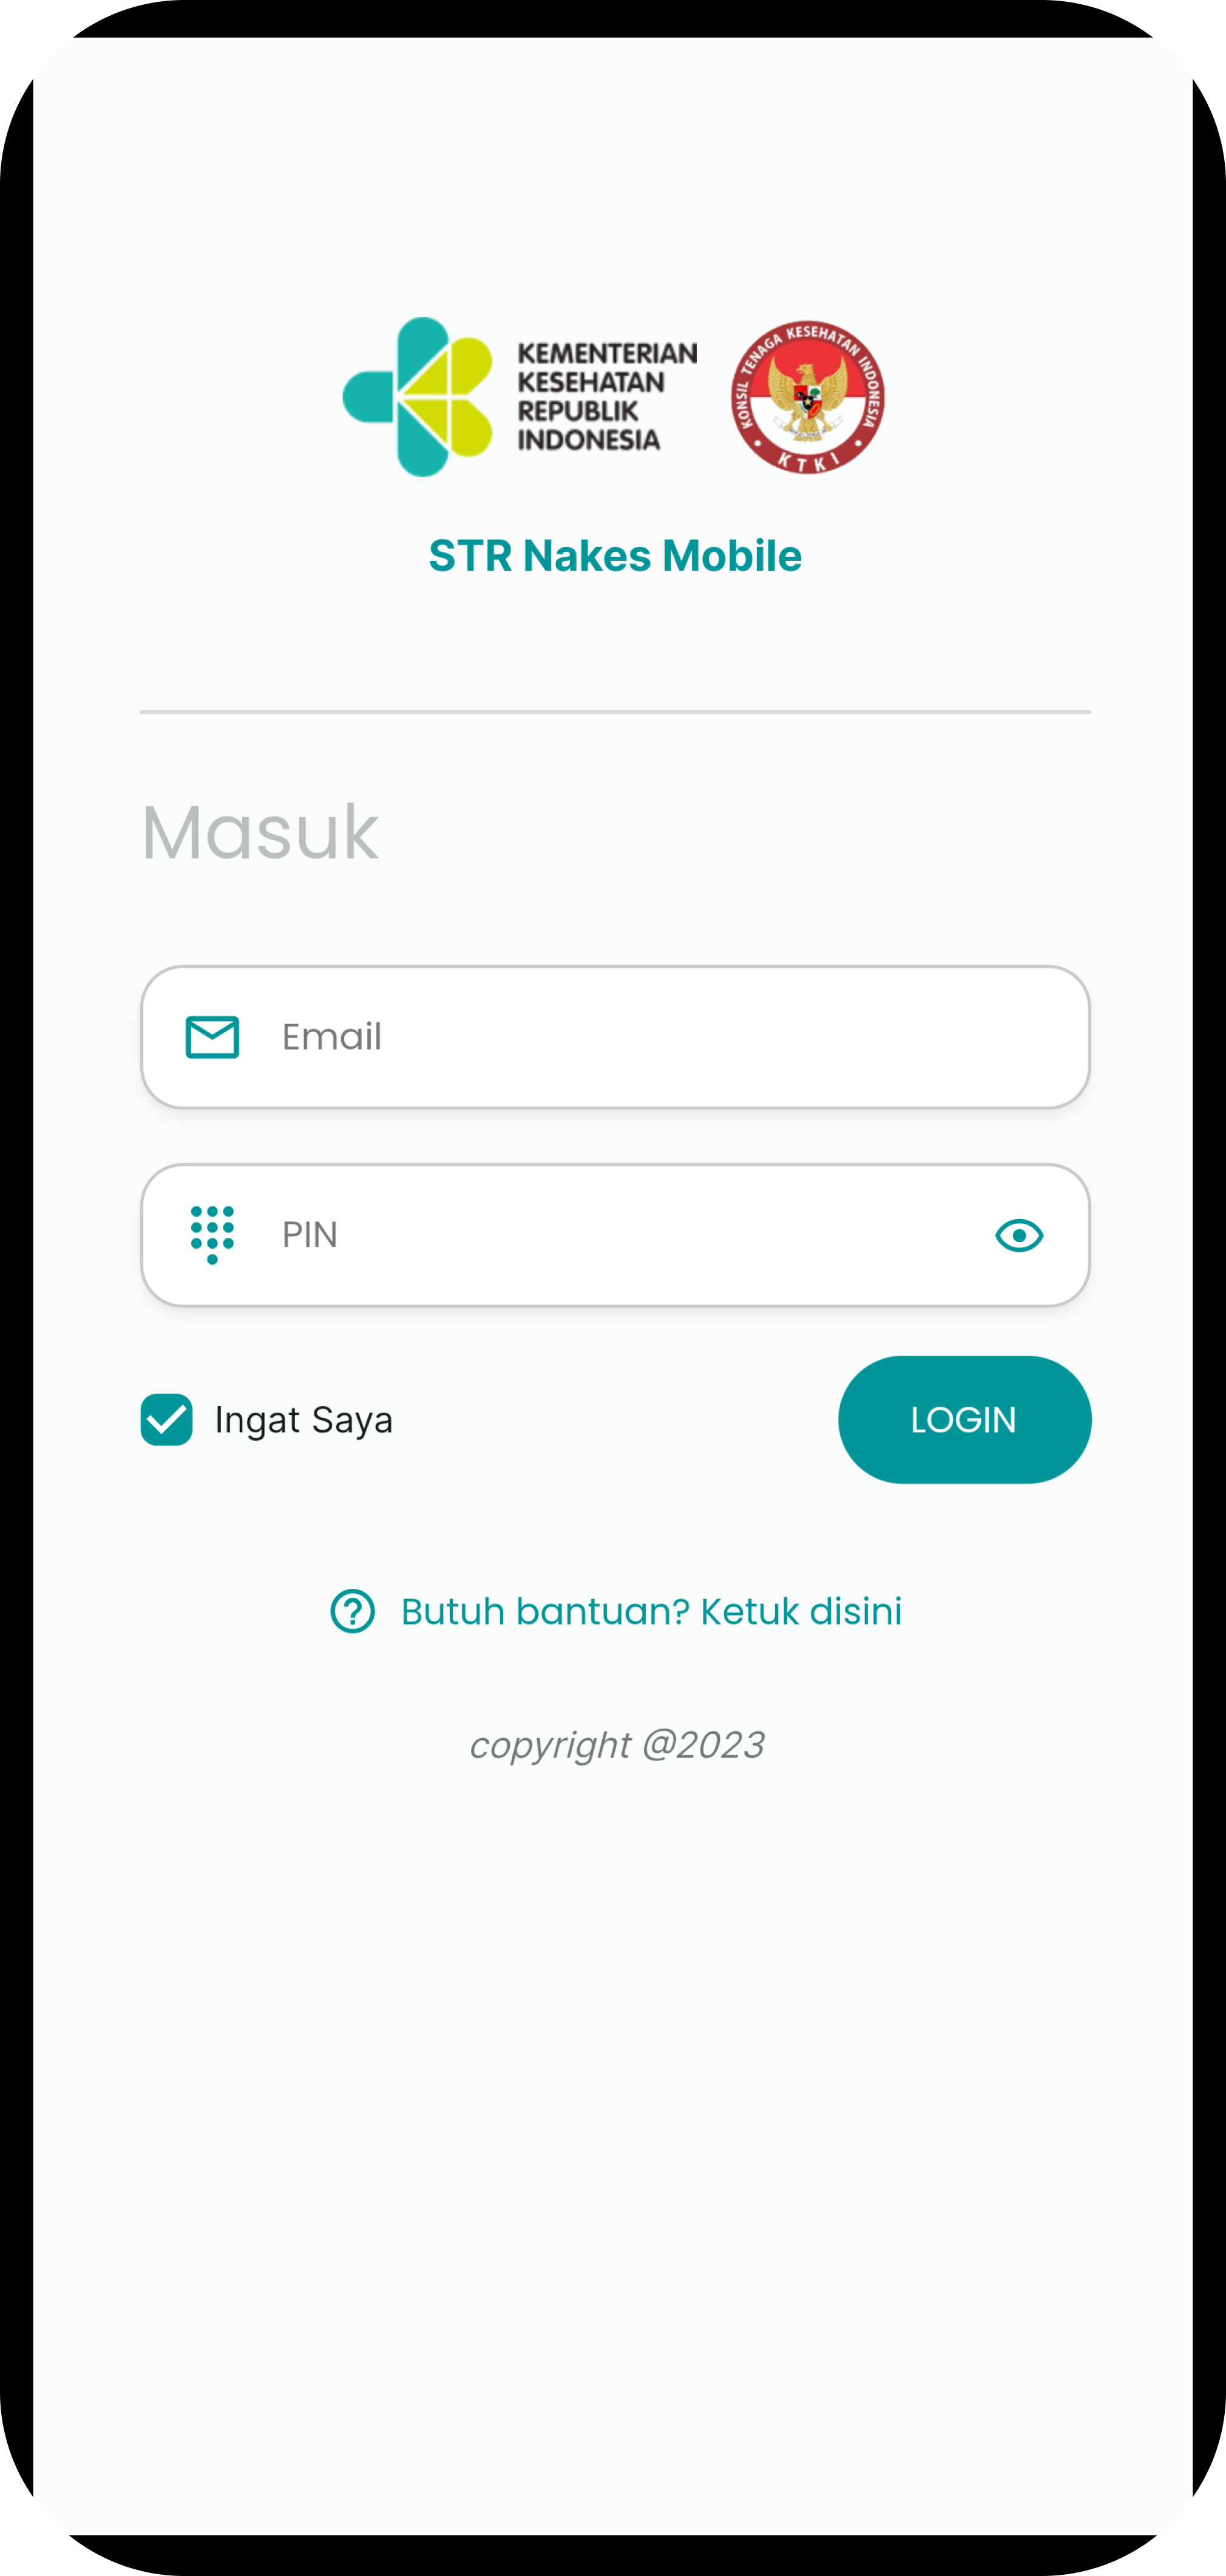 KEMENTERIAN
KESEHATAN
REPUBLIK
INDONESIA
KONSIL TENAGA KESEHATAN INDONESIA
• KTKI •
STR Nakes Mobile
Masuk
Email
PIN
Ingat Saya
LOGIN
Butuh bantuan? Ketuk disini
copyright @2023